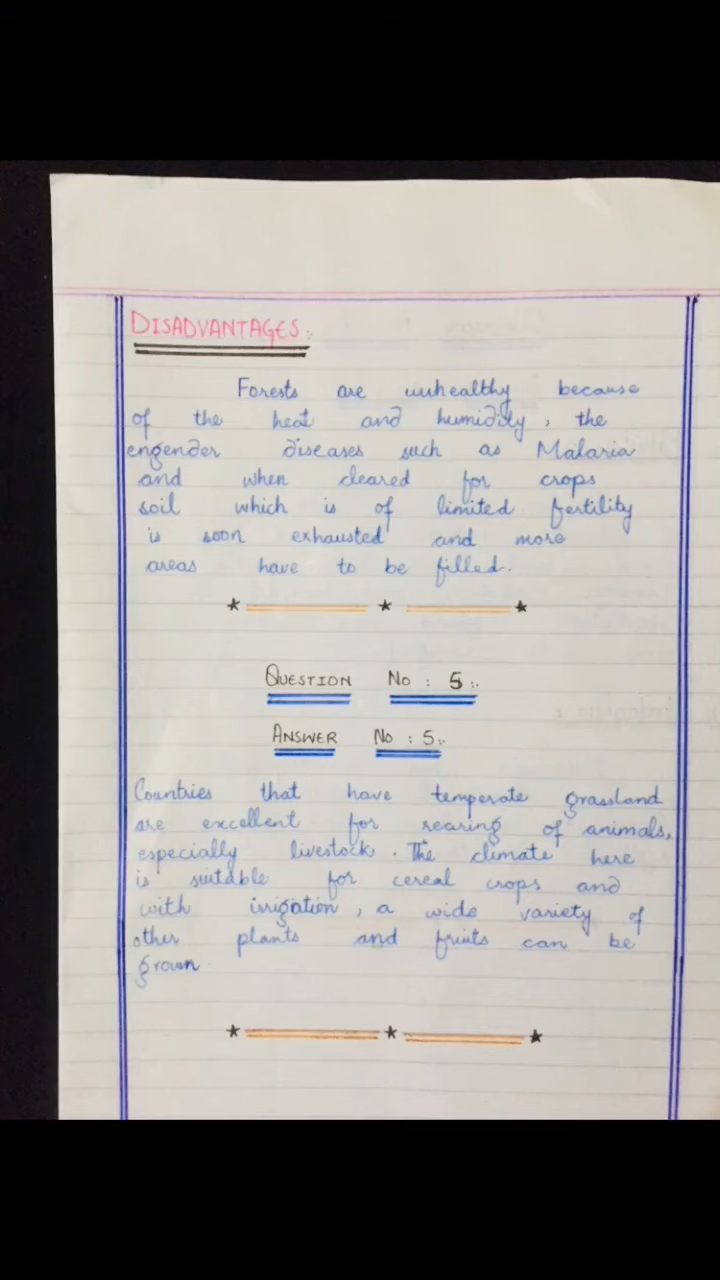 DISADVANTAGES:.
Forests are unhealthy because
of the heat and humidity, the
engender diseases such as Malaria
and when cleared for crops
soil which is of limited fertility
is soon exhausted and more
areas have to be filled.
QUESTION No : 5:.
ANSWER No : 5:.
Countries that have temperate grassland
are excellent for rearing of animals,
especially livestock. The climate here
is suitable for cereal crops and
with irrigation, a wide variety of
other plants and fruits can be
grown.